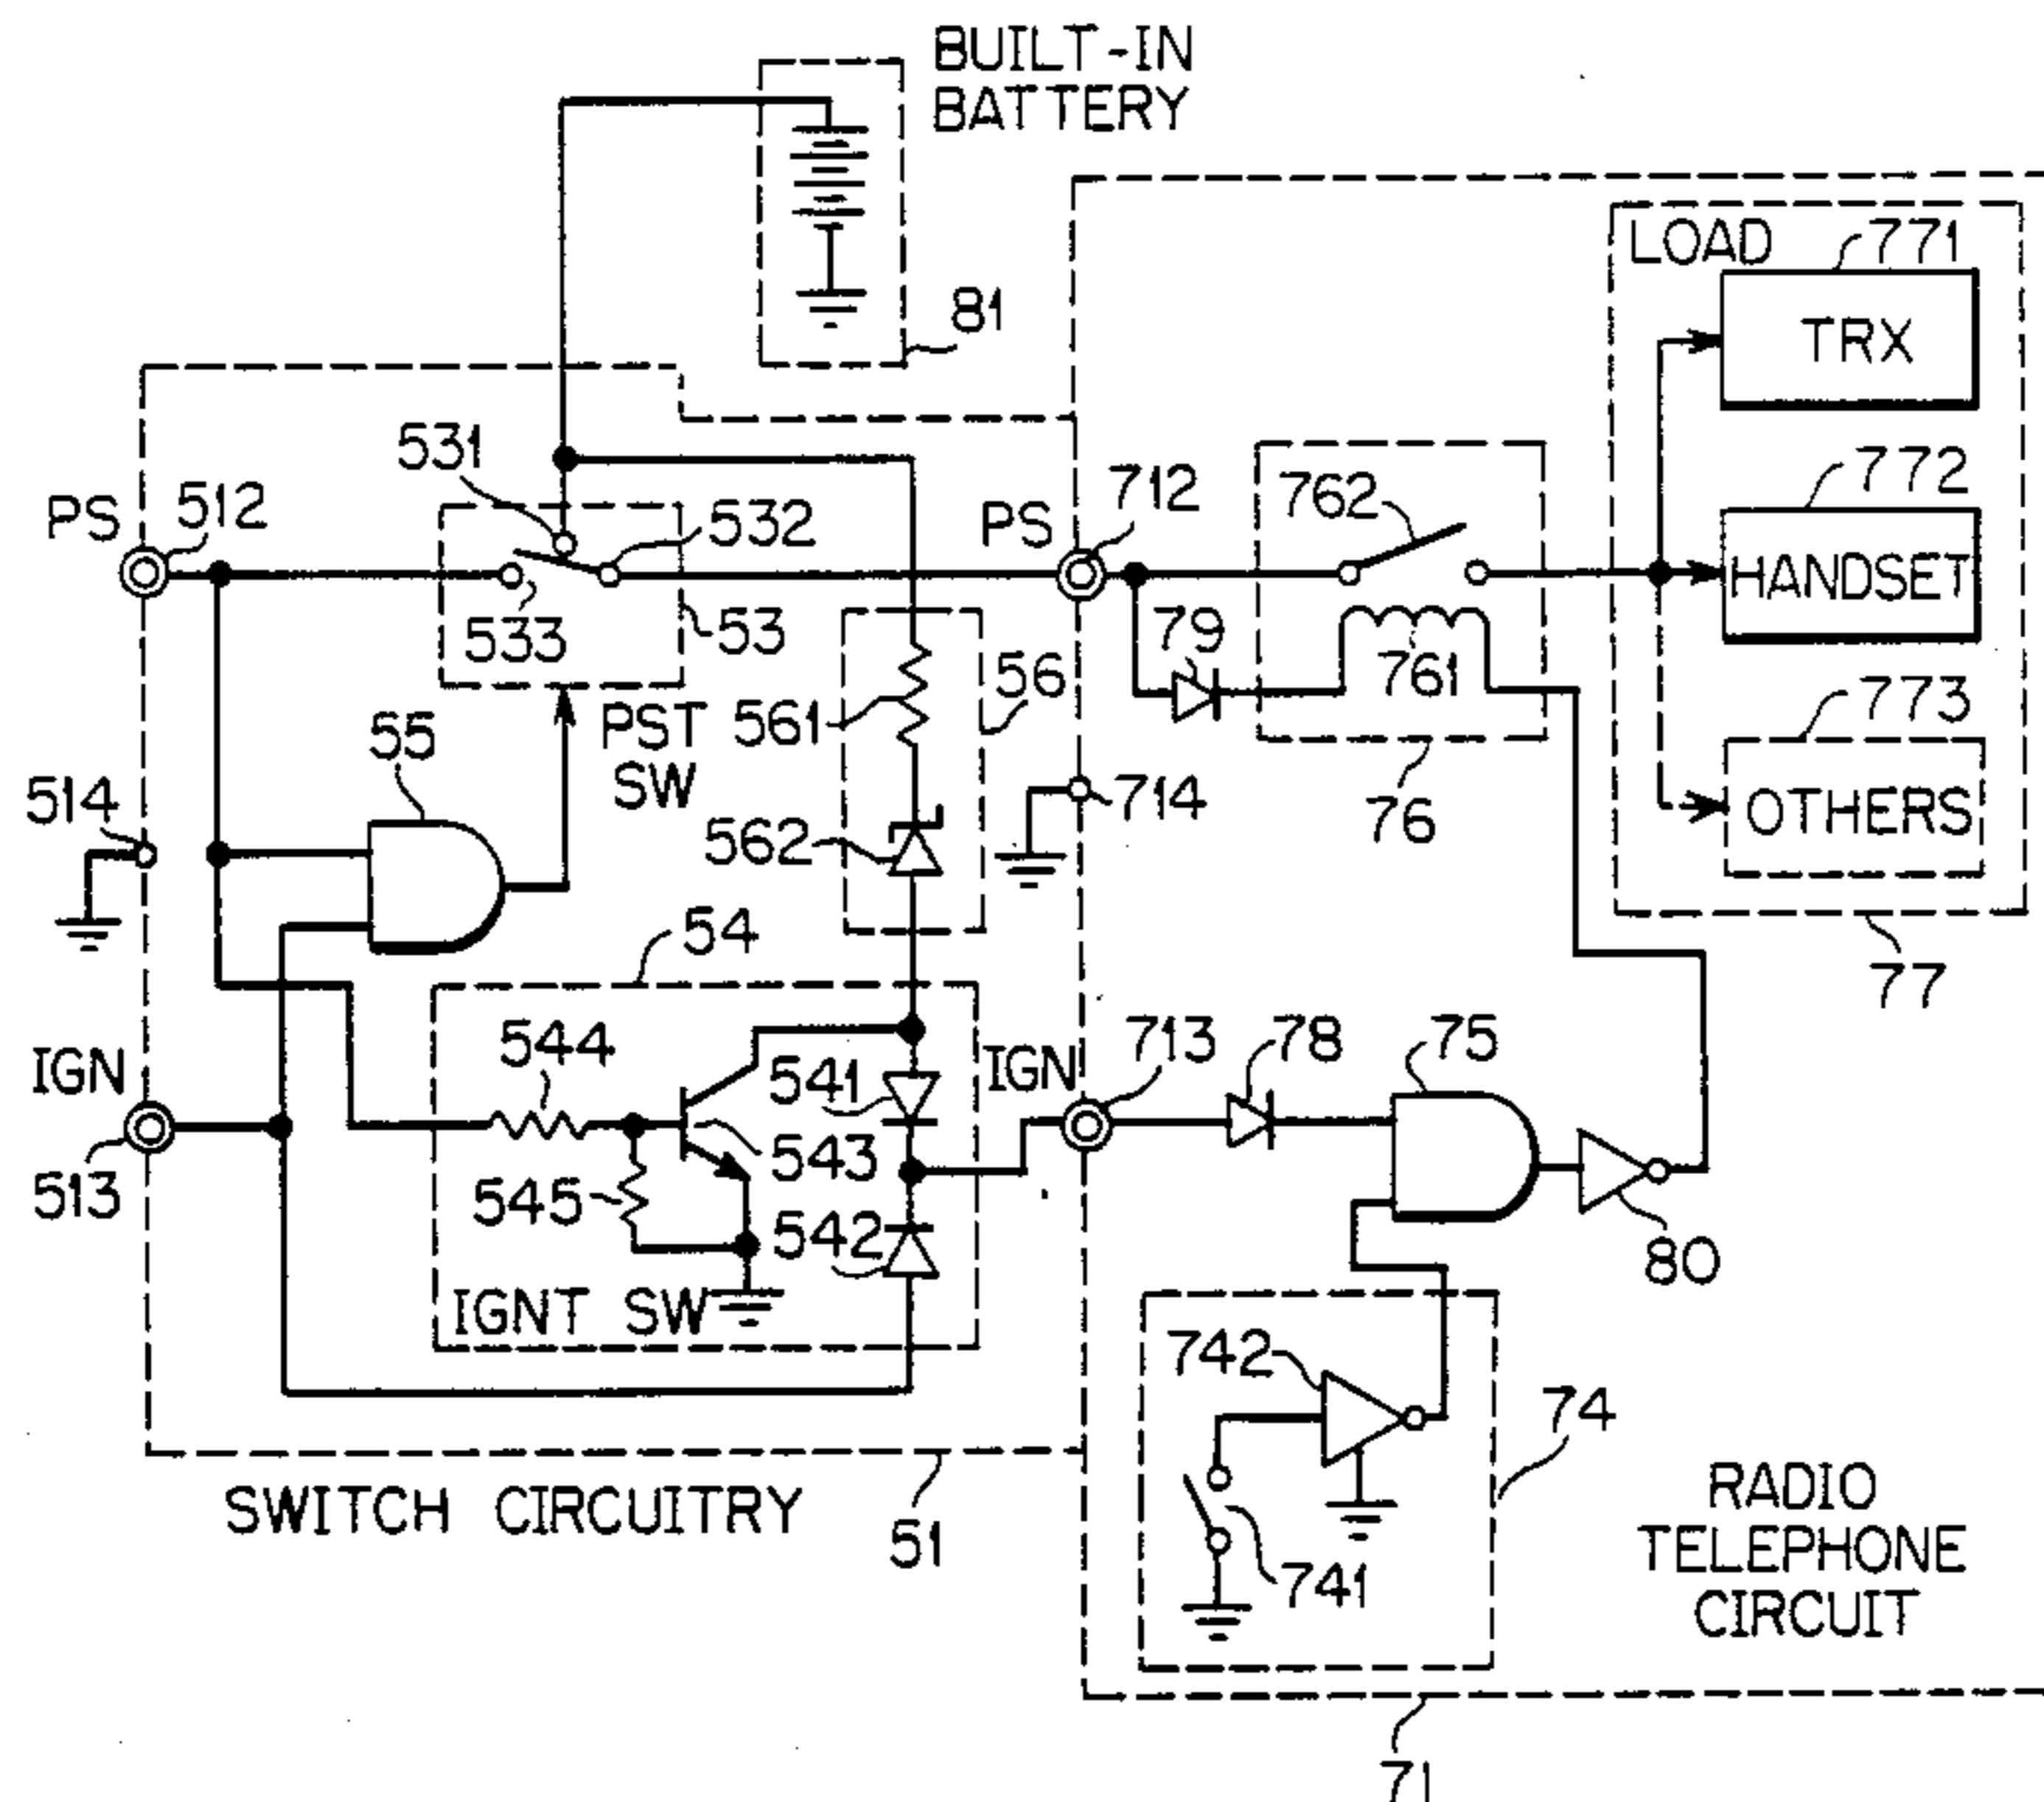 BUILT-IN
BATTERY
81
LOAD
771
TRX
772
HANDSET
773
OTHERS
77
531
532
533
53
PS
512
PS
712
762
761
79
76
PST
SW
55
561
56
562
514
714
54
IGN
513
544
545
543
541
542
IGNT SW
IGN
713
78
75
80
742
741
74
SWITCH CIRCUITRY
51
RADIO
TELEPHONE
CIRCUIT
71